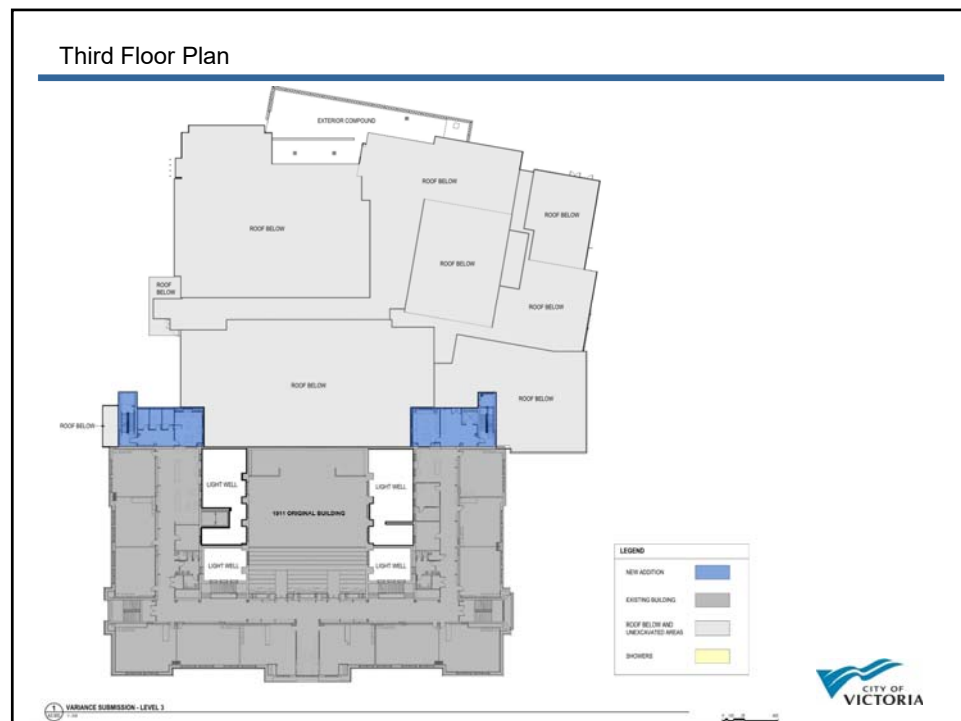 Third Floor Plan
EXTERIOR COMPOUND
ROOF BELOW
ROOF BELOW
ROOF BELOW
ROOF BELOW
ROOF
BELOW
ROOF BELOW
ROOF BELOW
ROOF BELOW
ROOF BELOW
LIGHT WELL
LIGHT WELL
1911 ORIGINAL BUILDING
LIGHT WELL
LIGHT WELL
LEGEND
NEW ADDITION
EXISTING BUILDING
ROOF BELOW AND
UNEXCAVATED AREAS
SHOWERS
1
VARIANCE SUBMISSION - LEVEL 3
CITY OF
VICTORIA